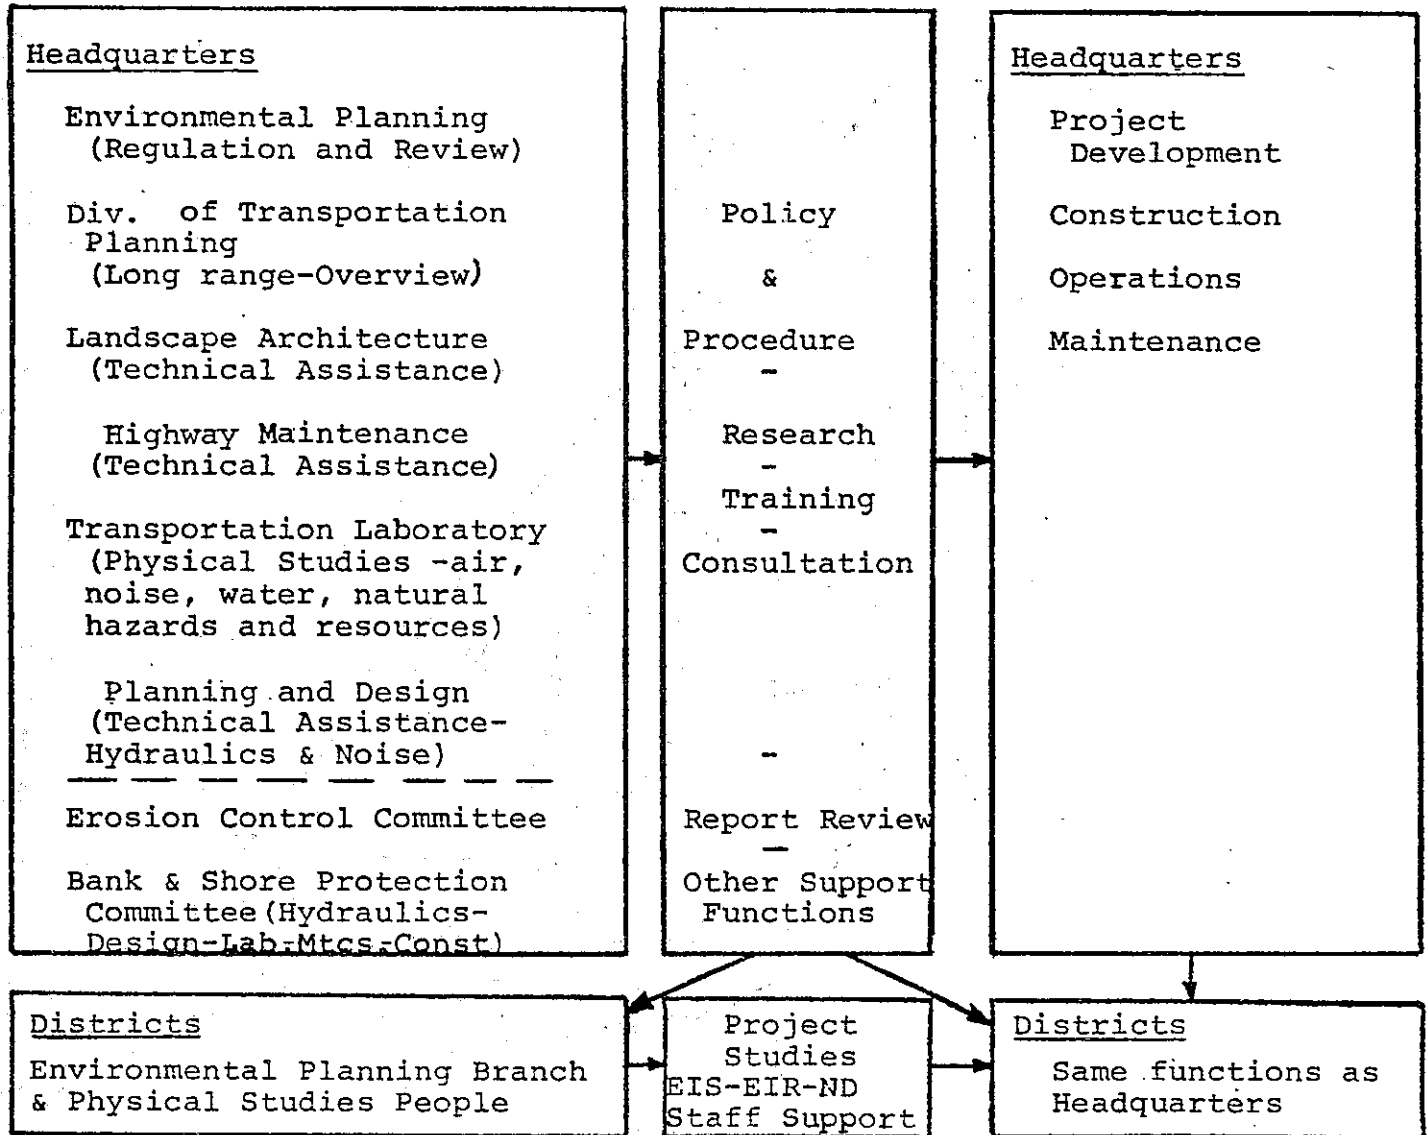 Headquarters
Environmental Planning
(Regulation and Review)
Div. of Transportation
Planning
(Long range-Overview)
Landscape Architecture
(Technical Assistance)
Highway Maintenance
(Technical Assistance)
Transportation Laboratory
(Physical Studies -air,
noise, water, natural
hazards and resources)
Planning and Design
(Technical Assistance-
Hydraulics & Noise)
Erosion Control Committee
Bank & Shore Protection
Committee(Hydraulics-
Design-Lab-Mtcs-Const)
Policy
&
Procedure
-
Research
-
Training
-
Consultation
-
Report Review
-
Other Support
Functions
Headquarters
Project
Development
Construction
Operations
Maintenance
Districts
Environmental Planning Branch
& Physical Studies People
Project
Studies
EIS-EIR-ND
Staff Support
Districts
Same functions as
Headquarters